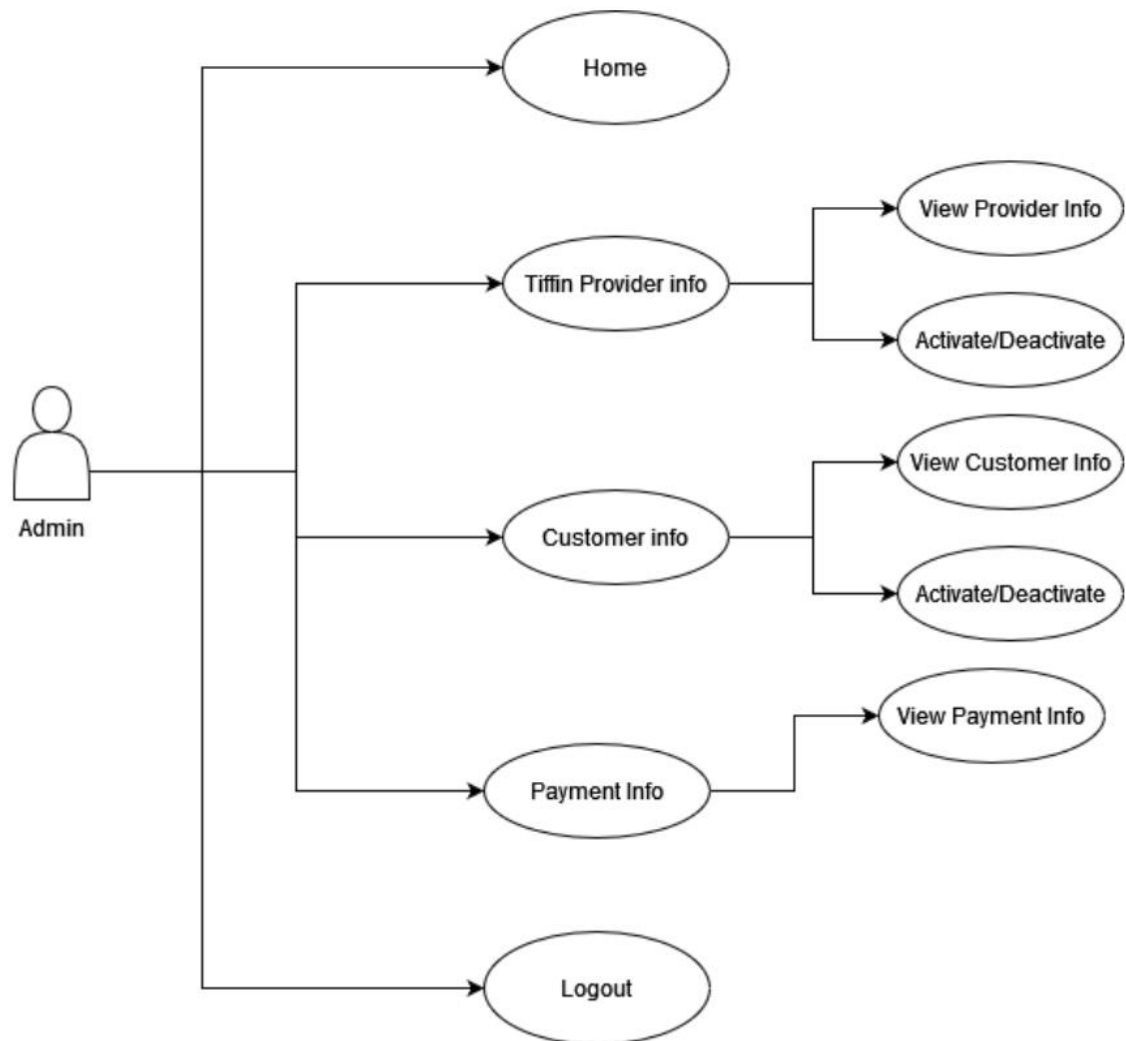 Home
View Provider Info
Tiffin Provider info
Activate/Deactivate
View Customer Info
Admin
Customer info
Activate/Deactivate
View Payment Info
Payment Info
Logout